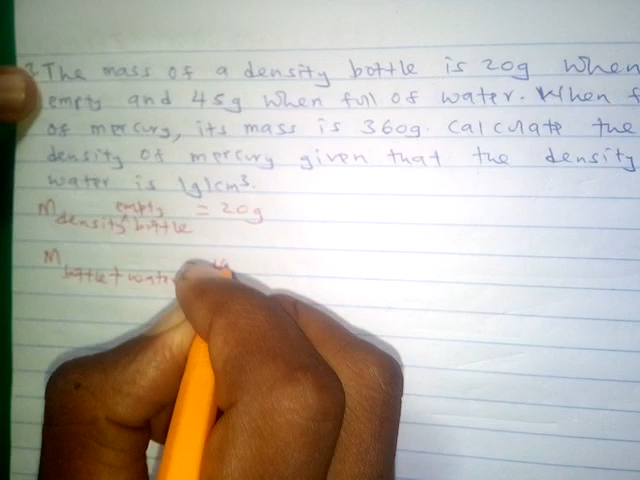 2. The mass of a density bottle is 20g when
empty and 45g when full of water. When f
of mercury, its mass is 360g. Calculate the
density of mercury given that the density
water is 1g/cm³.
M empty density bottle = 20g
M bottle + water